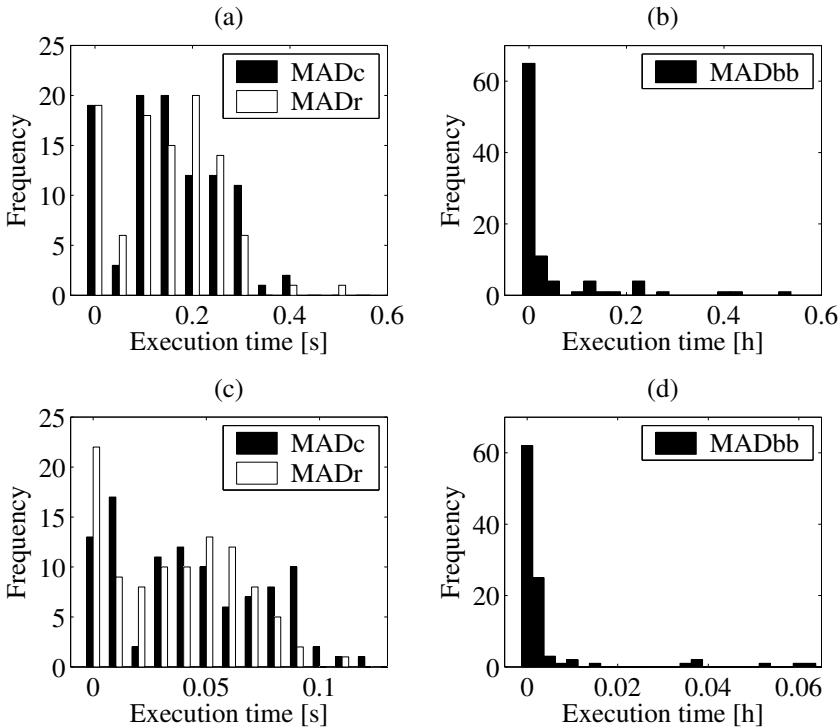 (a)
25
20
15
10
5
0
Frequency
MADc
MADr
0 0.2 0.4 0.6
Execution time [s]
(b)
60
40
20
0
Frequency
MADbb
0 0.2 0.4 0.6
Execution time [h]
(c)
25
20
15
10
5
0
Frequency
MADc
MADr
0 0.05 0.1
Execution time [s]
(d)
60
40
20
0
Frequency
MADbb
0 0.02 0.04 0.06
Execution time [h]